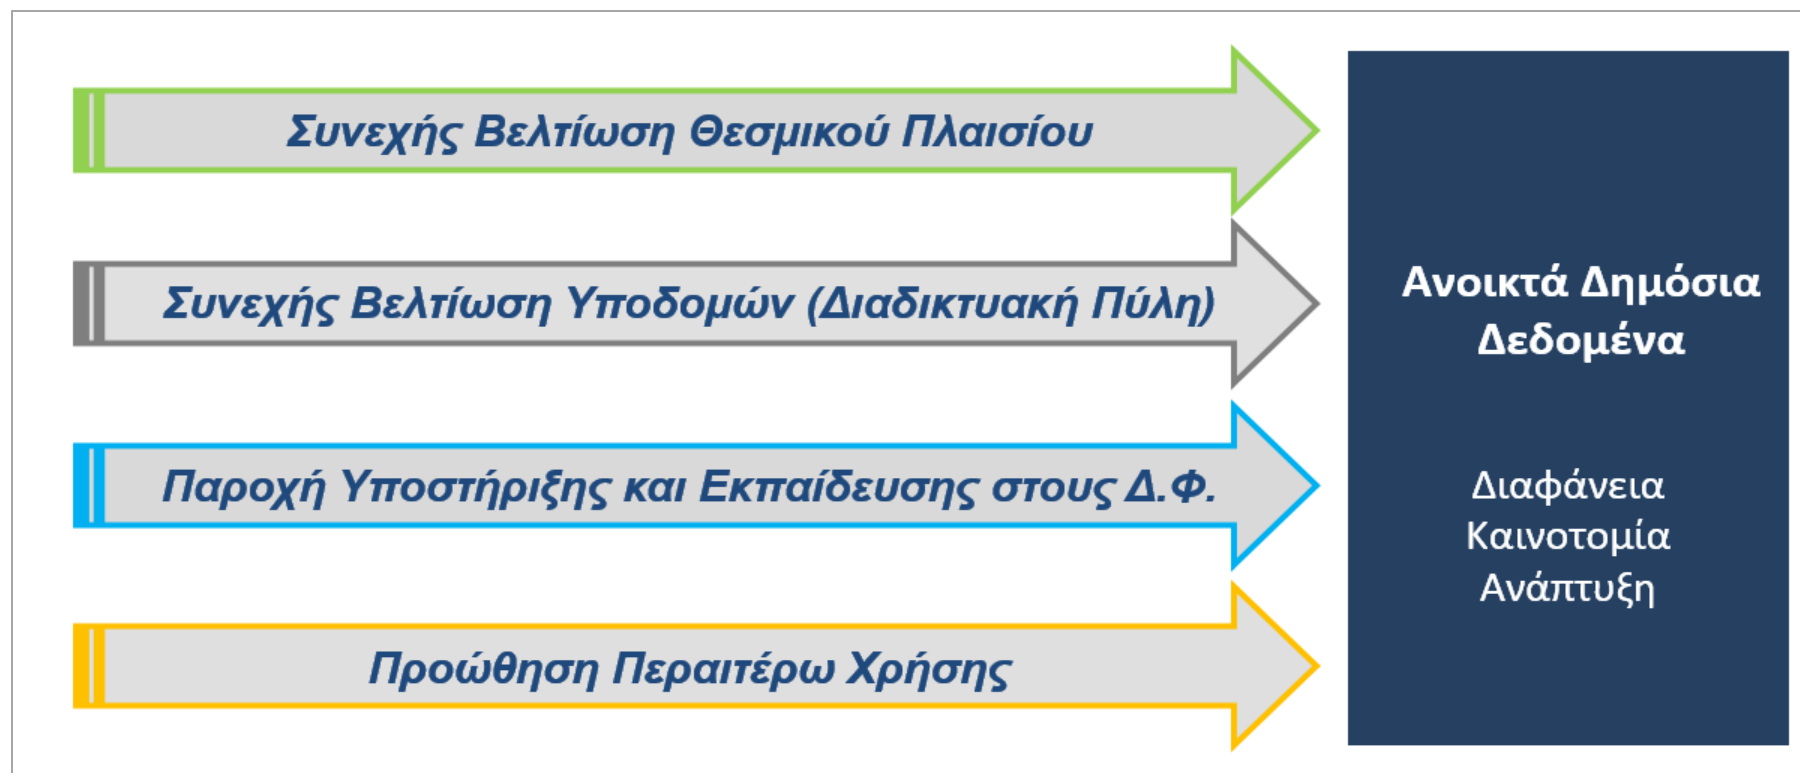 Συνεχής Βελτίωση Θεσμικού Πλαισίου
Συνεχής Βελτίωση Υποδομών (Διαδικτυακή Πύλη)
Παροχή Υποστήριξης και Εκπαίδευσης στους Δ.Φ.
Προώθηση Περαιτέρω Χρήσης
Ανοικτά Δημόσια
Δεδομένα
Διαφάνεια
Καινοτομία
Ανάπτυξη